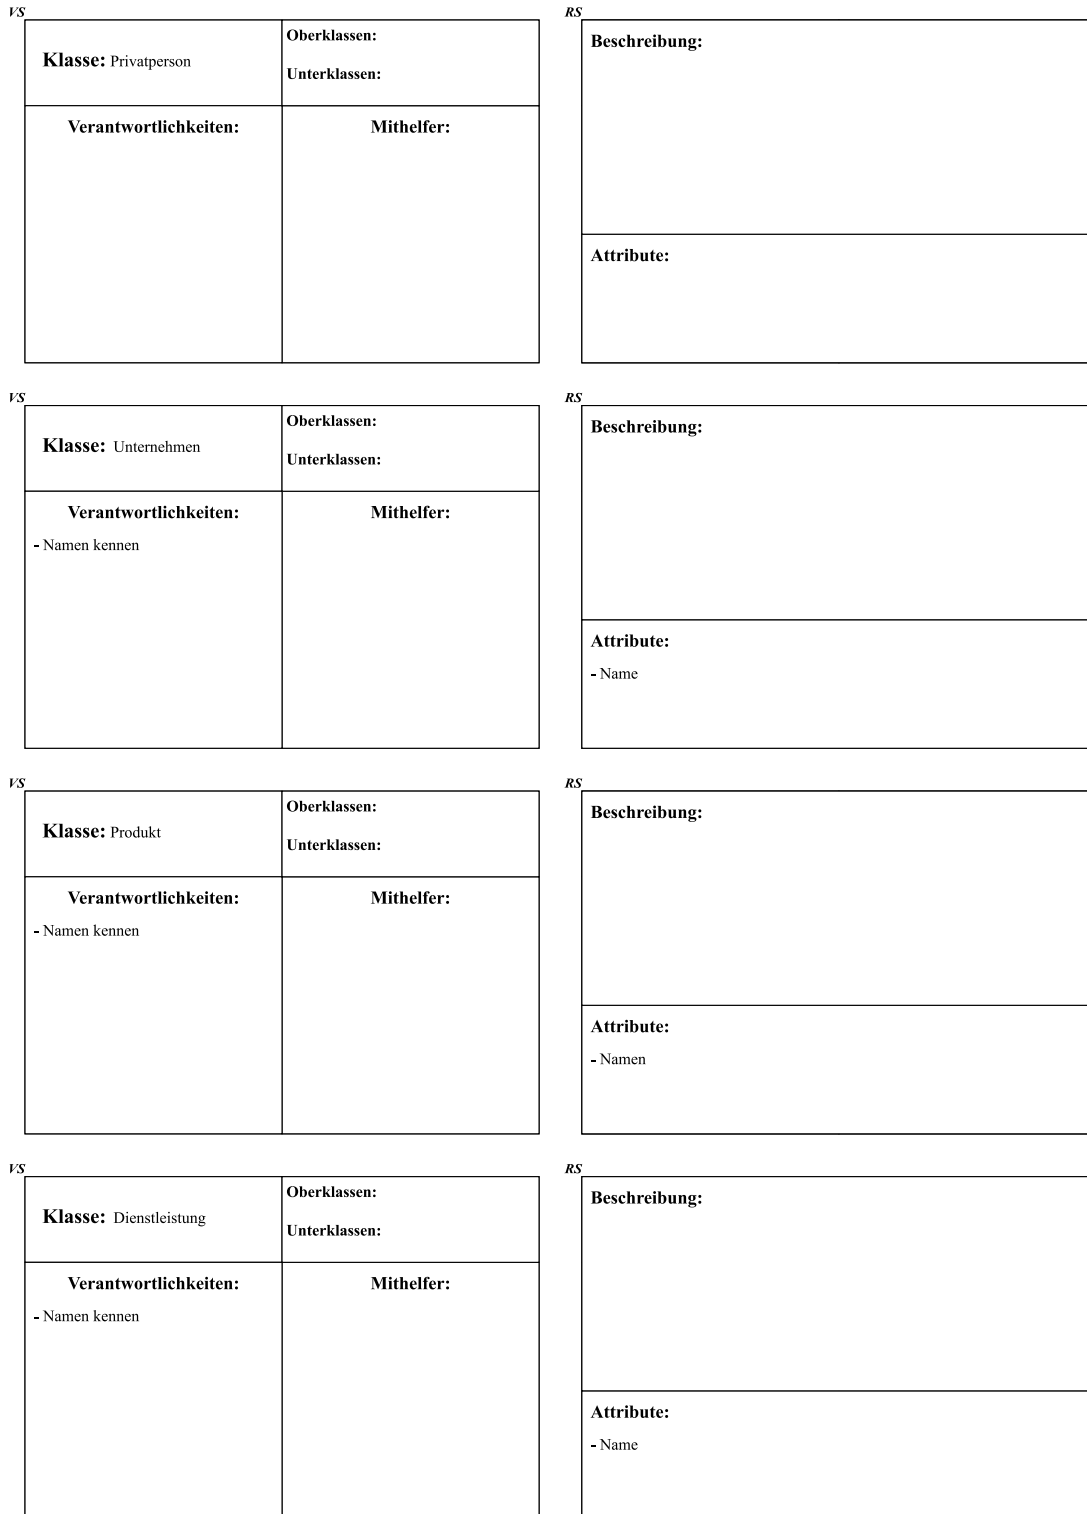 VS
Klasse: Privatperson
Oberklassen:
Unterklassen:
Verantwortlichkeiten:
Mithelfer:
RS
Beschreibung:
Attribute:
VS
Klasse: Unternehmen
Oberklassen:
Unterklassen:
Verantwortlichkeiten:
- Namen kennen
Mithelfer:
RS
Beschreibung:
Attribute:
- Name
VS
Klasse: Produkt
Oberklassen:
Unterklassen:
Verantwortlichkeiten:
- Namen kennen
Mithelfer:
RS
Beschreibung:
Attribute:
- Namen
VS
Klasse: Dienstleistung
Oberklassen:
Unterklassen:
Verantwortlichkeiten:
- Namen kennen
Mithelfer:
RS
Beschreibung:
Attribute:
- Name